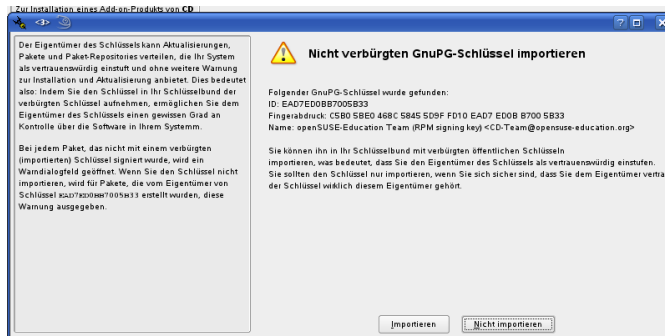 Zur Installation eines Add-on-Produkts von CD
<3>
Der Eigentümer des Schlüssels kann Aktualisierungen,
Pakete und Paket-Repositories verteilen, die Ihr System
als vertrauenswürdig einstuft und ohne weitere Warnung
zur Installation und Aktualisierung anbietet. Dies bedeutet
also: Indem Sie den Schlüssel in Ihr Schlüsselbund der
verbürgten Schlüssel aufnehmen, ermöglichen Sie dem
Eigentümer des Schlüssels einen gewissen Grad an
Kontrolle über die Software in Ihrem Systemm.
Bei jedem Paket, das nicht mit einem verbürgten
(importierten) Schlüssel signiert wurde, wird ein
Warndialogfeld geöffnet. Wenn Sie den Schlüssel nicht
importieren, wird für Pakete, die vom Eigentümer von
Schlüssel EAD7ED0BB7005B33 erstellt wurden, diese
Warnung ausgegeben.
Nicht verbürgten GnuPG-Schlüssel importieren
Folgender GnuPG-Schlüssel wurde gefunden:
ID: EAD7ED0BB7005B33
Fingerabdruck: C5B0 5BE0 468C 5845 5D9F FD10 EAD7 ED0B B700 5B33
Name: openSUSE-Education Team (RPM signing key) <CD-Team@opensuse-education.org>
Sie können ihn in Ihr Schlüsselbund mit verbürgten öffentlichen Schlüsseln
importieren, was bedeutet, dass Sie den Eigentümer des Schlüssels als vertrauenswürdig einstufen.
Sie sollten den Schlüssel nur importieren, wenn Sie sich sicher sind, dass Sie dem Eigentümer vertra
der Schlüssel wirklich diesem Eigentümer gehört.
Importieren
Nicht importieren